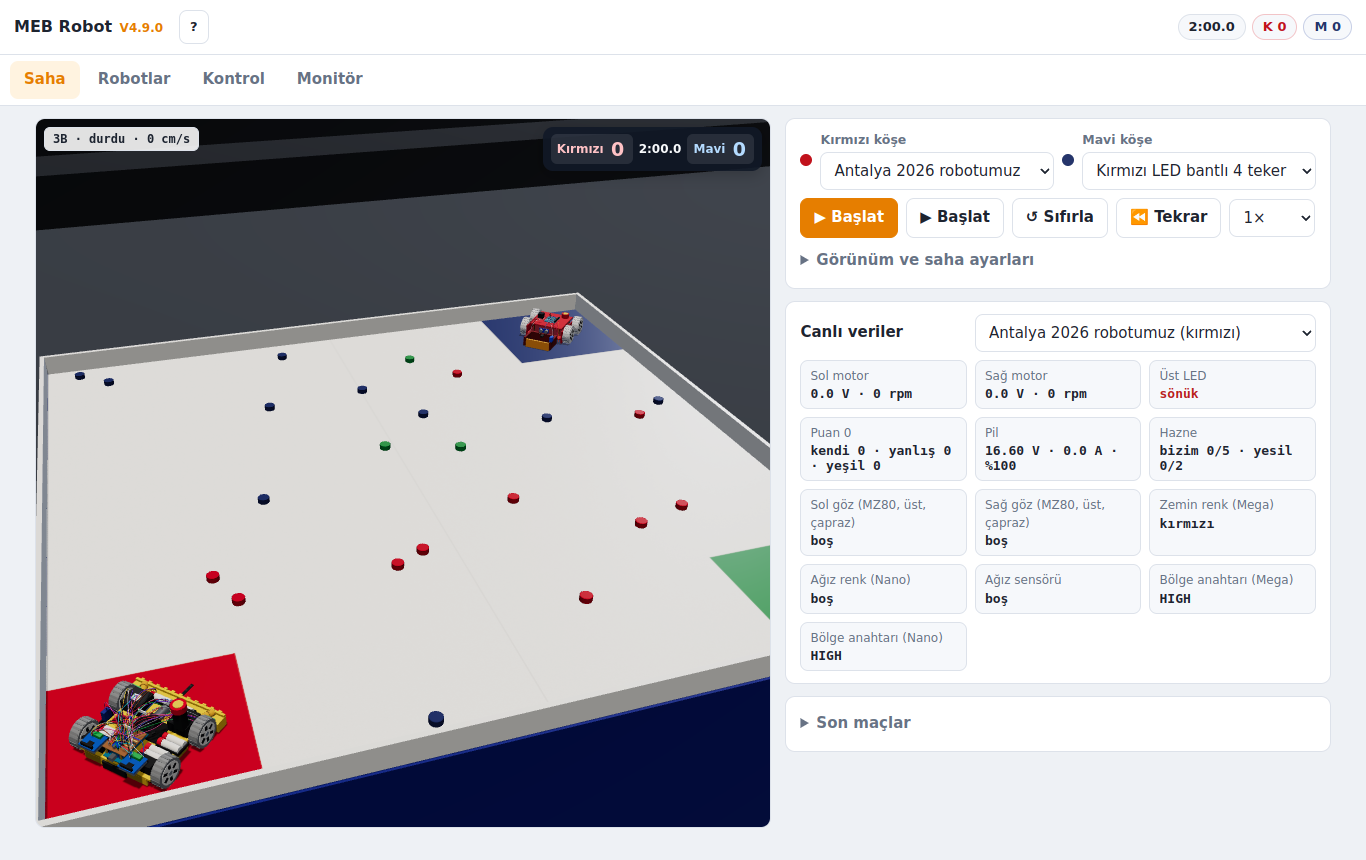 MEB Robot V4.9.0 ?
2:00.0 K 0 M 0
Saha Robotlar Kontrol Monitör
3B · durdu · 0 cm/s
Kırmızı 0 2:00.0 Mavi 0
Kırmızı köşe
Antalya 2026 robotumuz
Mavi köşe
Kırmızı LED bantlı 4 teker
▶ Başlat ▶ Başlat ↺ Sıfırla ⏪ Tekrar 1×
▶ Görünüm ve saha ayarları
Canlı veriler
Antalya 2026 robotumuz (kırmızı)
Sol motor
0.0 V · 0 rpm
Sağ motor
0.0 V · 0 rpm
Üst LED
sönük
Puan 0
kendi 0 · yanlış 0
· yeşil 0
Pil
16.60 V · 0.0 A ·
%100
Hazne
bizim 0/5 · yesil
0/2
Sol göz (MZ80, üst,
çapraz)
boş
Sağ göz (MZ80, üst,
çapraz)
boş
Zemin renk (Mega)
kırmızı
Ağız renk (Nano)
boş
Ağız sensörü
boş
Bölge anahtarı (Mega)
HIGH
Bölge anahtarı (Nano)
HIGH
▶ Son maçlar